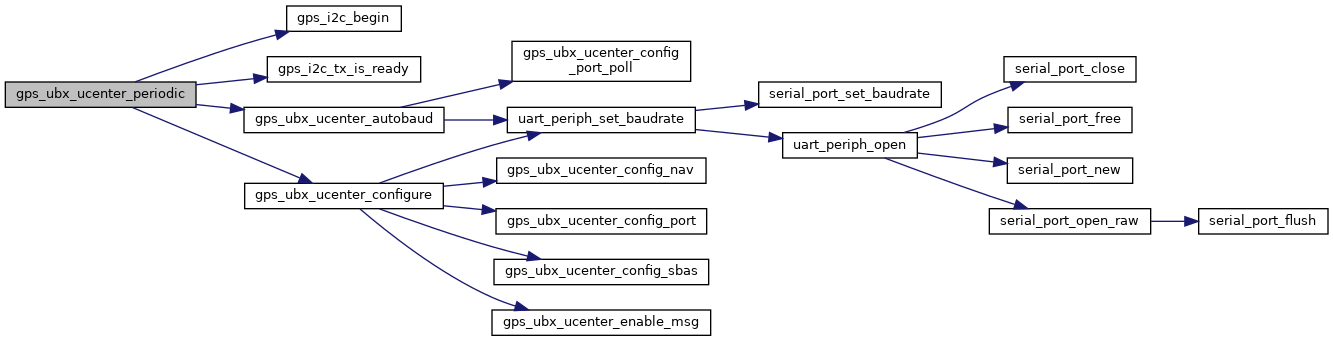 gps_ubx_ucenter_periodic
gps_i2c_begin
gps_i2c_tx_is_ready
gps_ubx_ucenter_autobaud
gps_ubx_ucenter_configure
gps_ubx_ucenter_config
_port_poll
uart_periph_set_baudrate
gps_ubx_ucenter_config_nav
gps_ubx_ucenter_config_port
gps_ubx_ucenter_config_sbas
gps_ubx_ucenter_enable_msg
serial_port_set_baudrate
uart_periph_open
serial_port_close
serial_port_free
serial_port_new
serial_port_open_raw
serial_port_flush